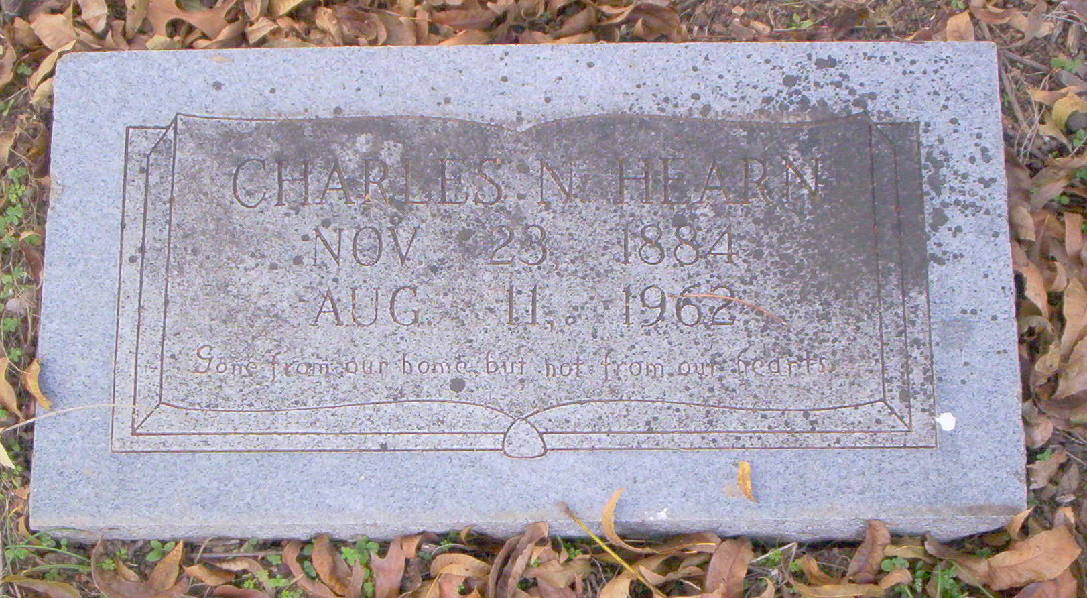 CHARLES N. HEARN
NOV. 23, 1884
AUG. 11, 1962
Gone from our home but not from our hearts.